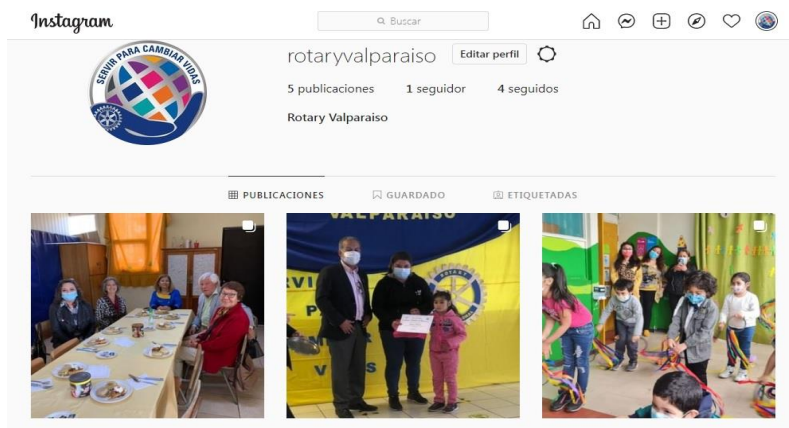 Instagram
Buscar
SERVIR PARA CAMBIAR VIDAS
rotaryvalparaiso Editar perfil
5 publicaciones 1 seguidor 4 seguidos
Rotary Valparaiso
PUBLICACIONES GUARDADO ETIQUETADAS
VALPARAISO
ROTARY